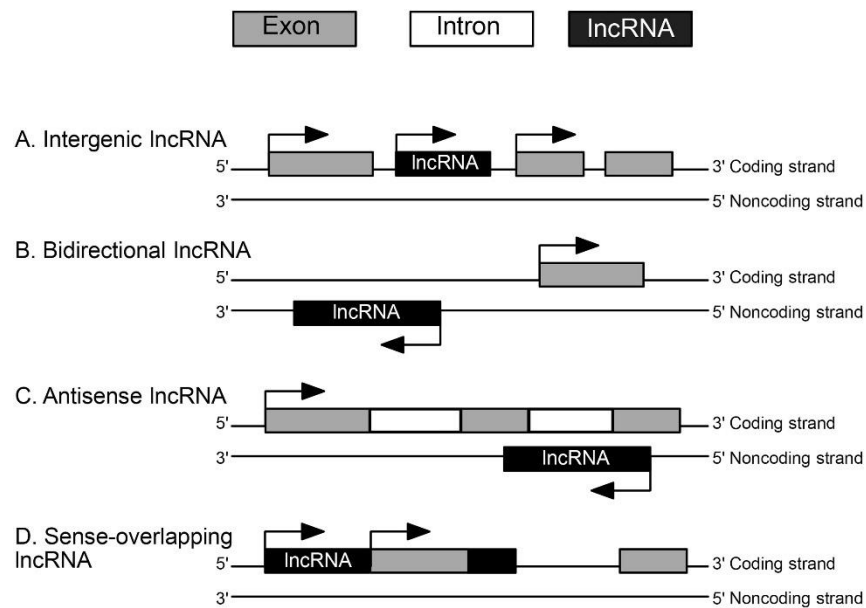 Exon Intron lncRNA
A. Intergenic lncRNA
5' lncRNA 3' Coding strand
3' 5' Noncoding strand
B. Bidirectional lncRNA
5' 3' Coding strand
3' lncRNA 5' Noncoding strand
C. Antisense lncRNA
5' 3' Coding strand
3' lncRNA 5' Noncoding strand
D. Sense-overlapping
lncRNA
5' lncRNA 3' Coding strand
3' 5' Noncoding strand